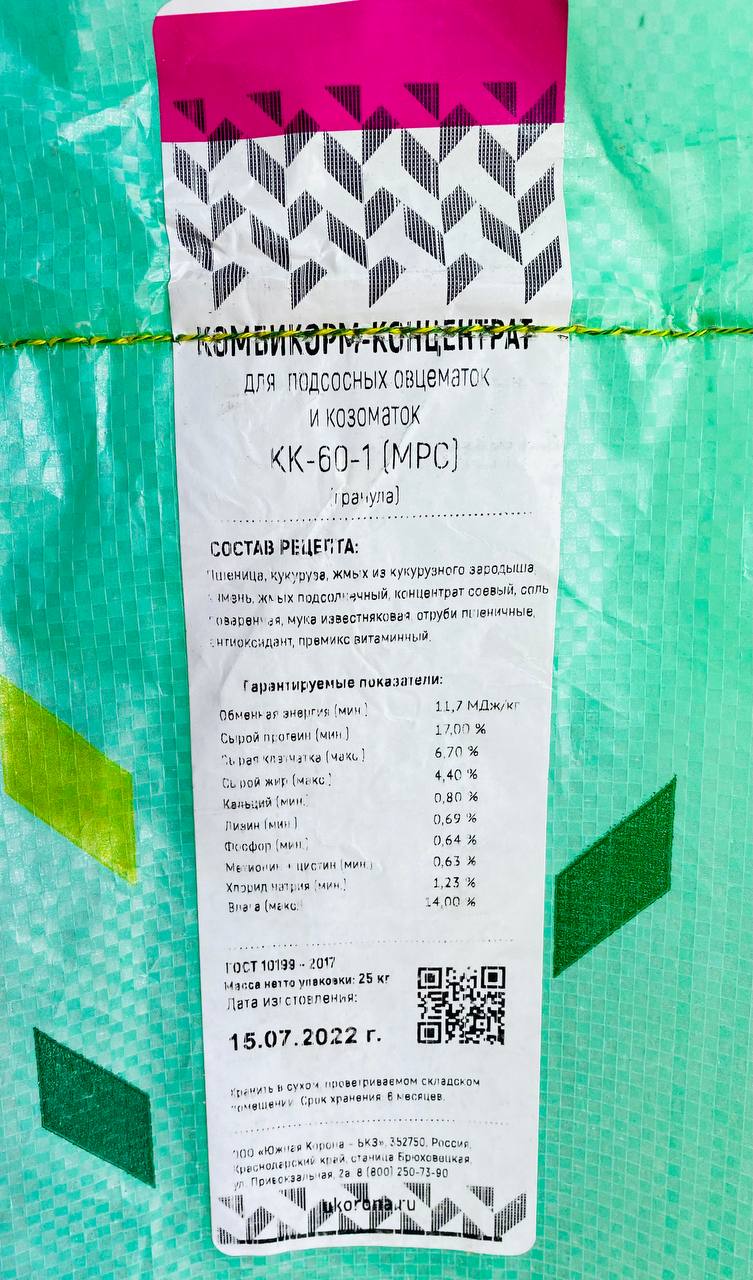 КОМБИКОРМ-КОНЦЕНТРАТ
для подсосных овцематок
и козоматок
КК-60-1 (МРС)
(гранула)
СОСТАВ РЕЦЕПТА:
Пшеница, кукуруза, жмых из кукурузного зародыша,
ячмень, жмых подсолнечный, концентрат соевый, соль
поваренная, мука известняковая, отруби пшеничные,
антиоксидант, премикс витаминный.
Гарантируемые показатели:
Обменная энергия (мин.) 11,7 МДж/кг
Сырой протеин (мин.) 17,00 %
Сырая клетчатка (макс.) 6,70 %
Сырой жир (макс.) 4,40 %
Кальций (мин.) 0,80 %
Лизин (мин.) 0,69 %
Фосфор (мин.) 0,64 %
Метионин + цистин (мин.) 0,63 %
Хлорид натрия (мин.) 1,23 %
Влага (макс.) 14,00 %
ГОСТ 10199 - 2017
Масса нетто упаковки: 25 кг
Дата изготовления:
15.07.2022 г.
Хранить в сухом проветриваемом складском
помещении. Срок хранения 6 месяцев.
ООО «Южная Корона - БКЗ», 352750, Россия,
Краснодарский край, станица Брюховецкая,
ул. Привокзальная, 2а 8 (800) 250-73-90
ukorona.ru